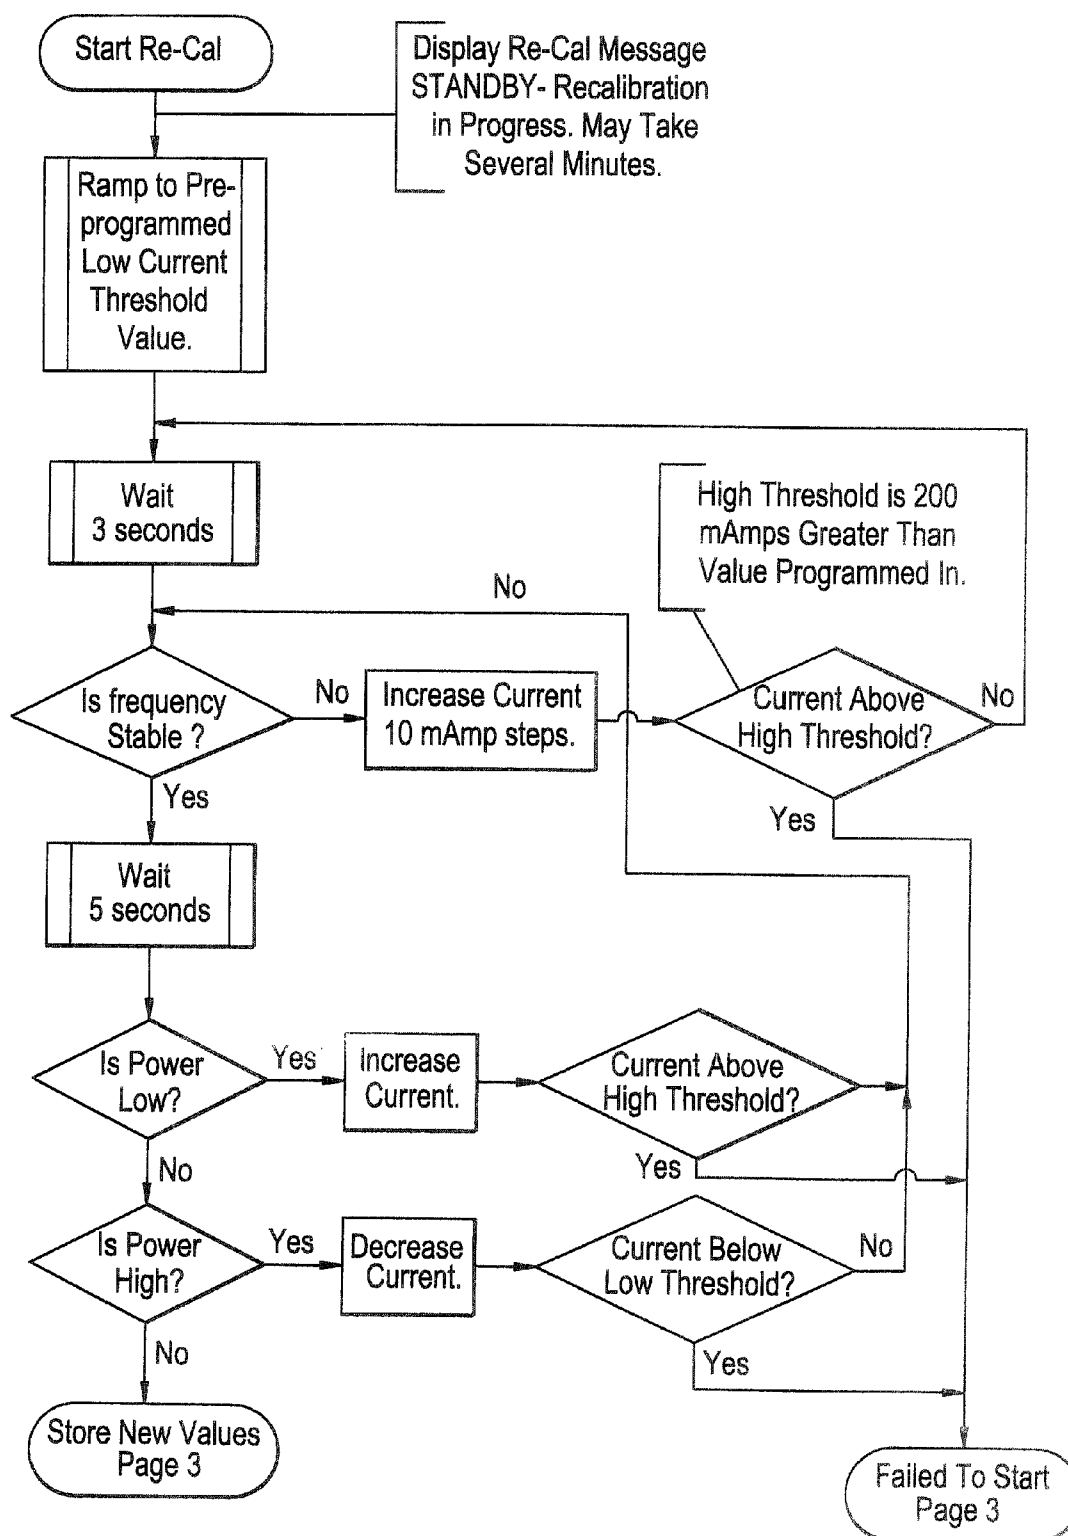 Start Re-Cal
Display Re-Cal Message
STANDBY- Recalibration
in Progress. May Take
Several Minutes.
Ramp to Pre-
programmed
Low Current
Threshold
Value.
Wait
3 seconds
High Threshold is 200
mAmps Greater Than
Value Programmed In.
No
Is frequency
Stable ?
No
Increase Current
10 mAmp steps.
Current Above
High Threshold?
No
Yes
Yes
Wait
5 seconds
Is Power
Low?
Yes
Increase
Current.
Current Above
High Threshold?
Yes
No
Is Power
High?
Yes
Decrease
Current.
Current Below
Low Threshold?
No
Yes
No
Store New Values
Page 3
Failed To Start
Page 3